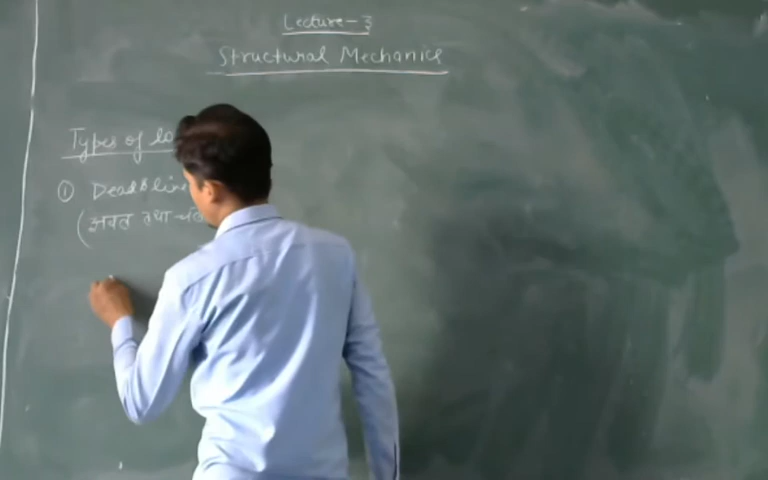 Lecture-3
Structural Mechanics
Types of lo
① Dead & live
(अचल तथा चल